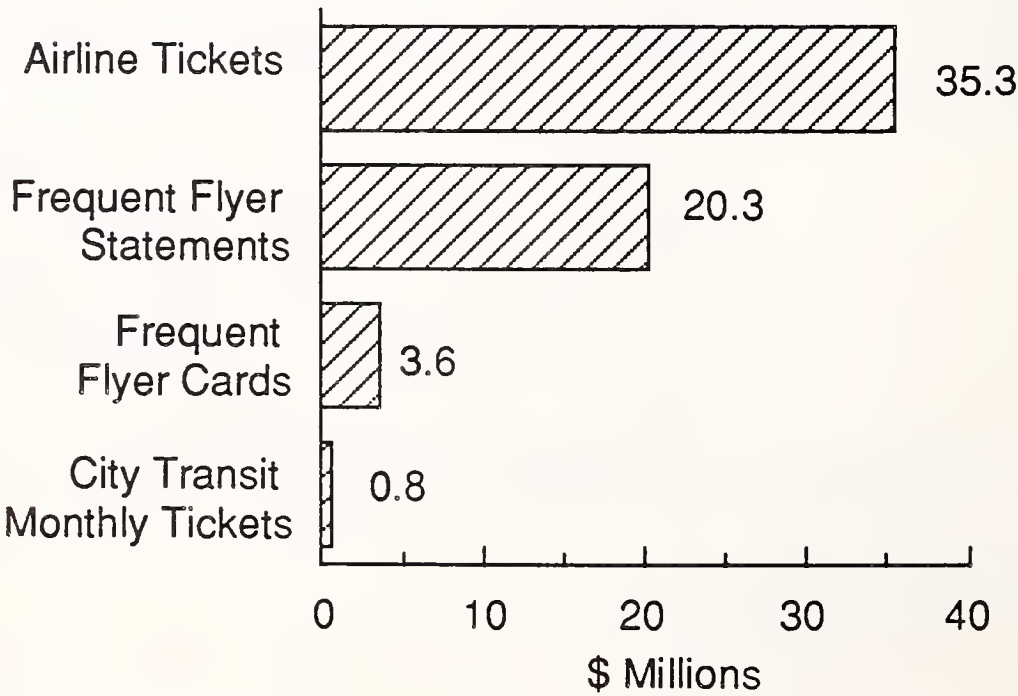 Airline Tickets
35.3
Frequent Flyer
Statements
20.3
Frequent
Flyer Cards
3.6
City Transit
Monthly Tickets
0.8
0 10 20 30 40
$ Millions